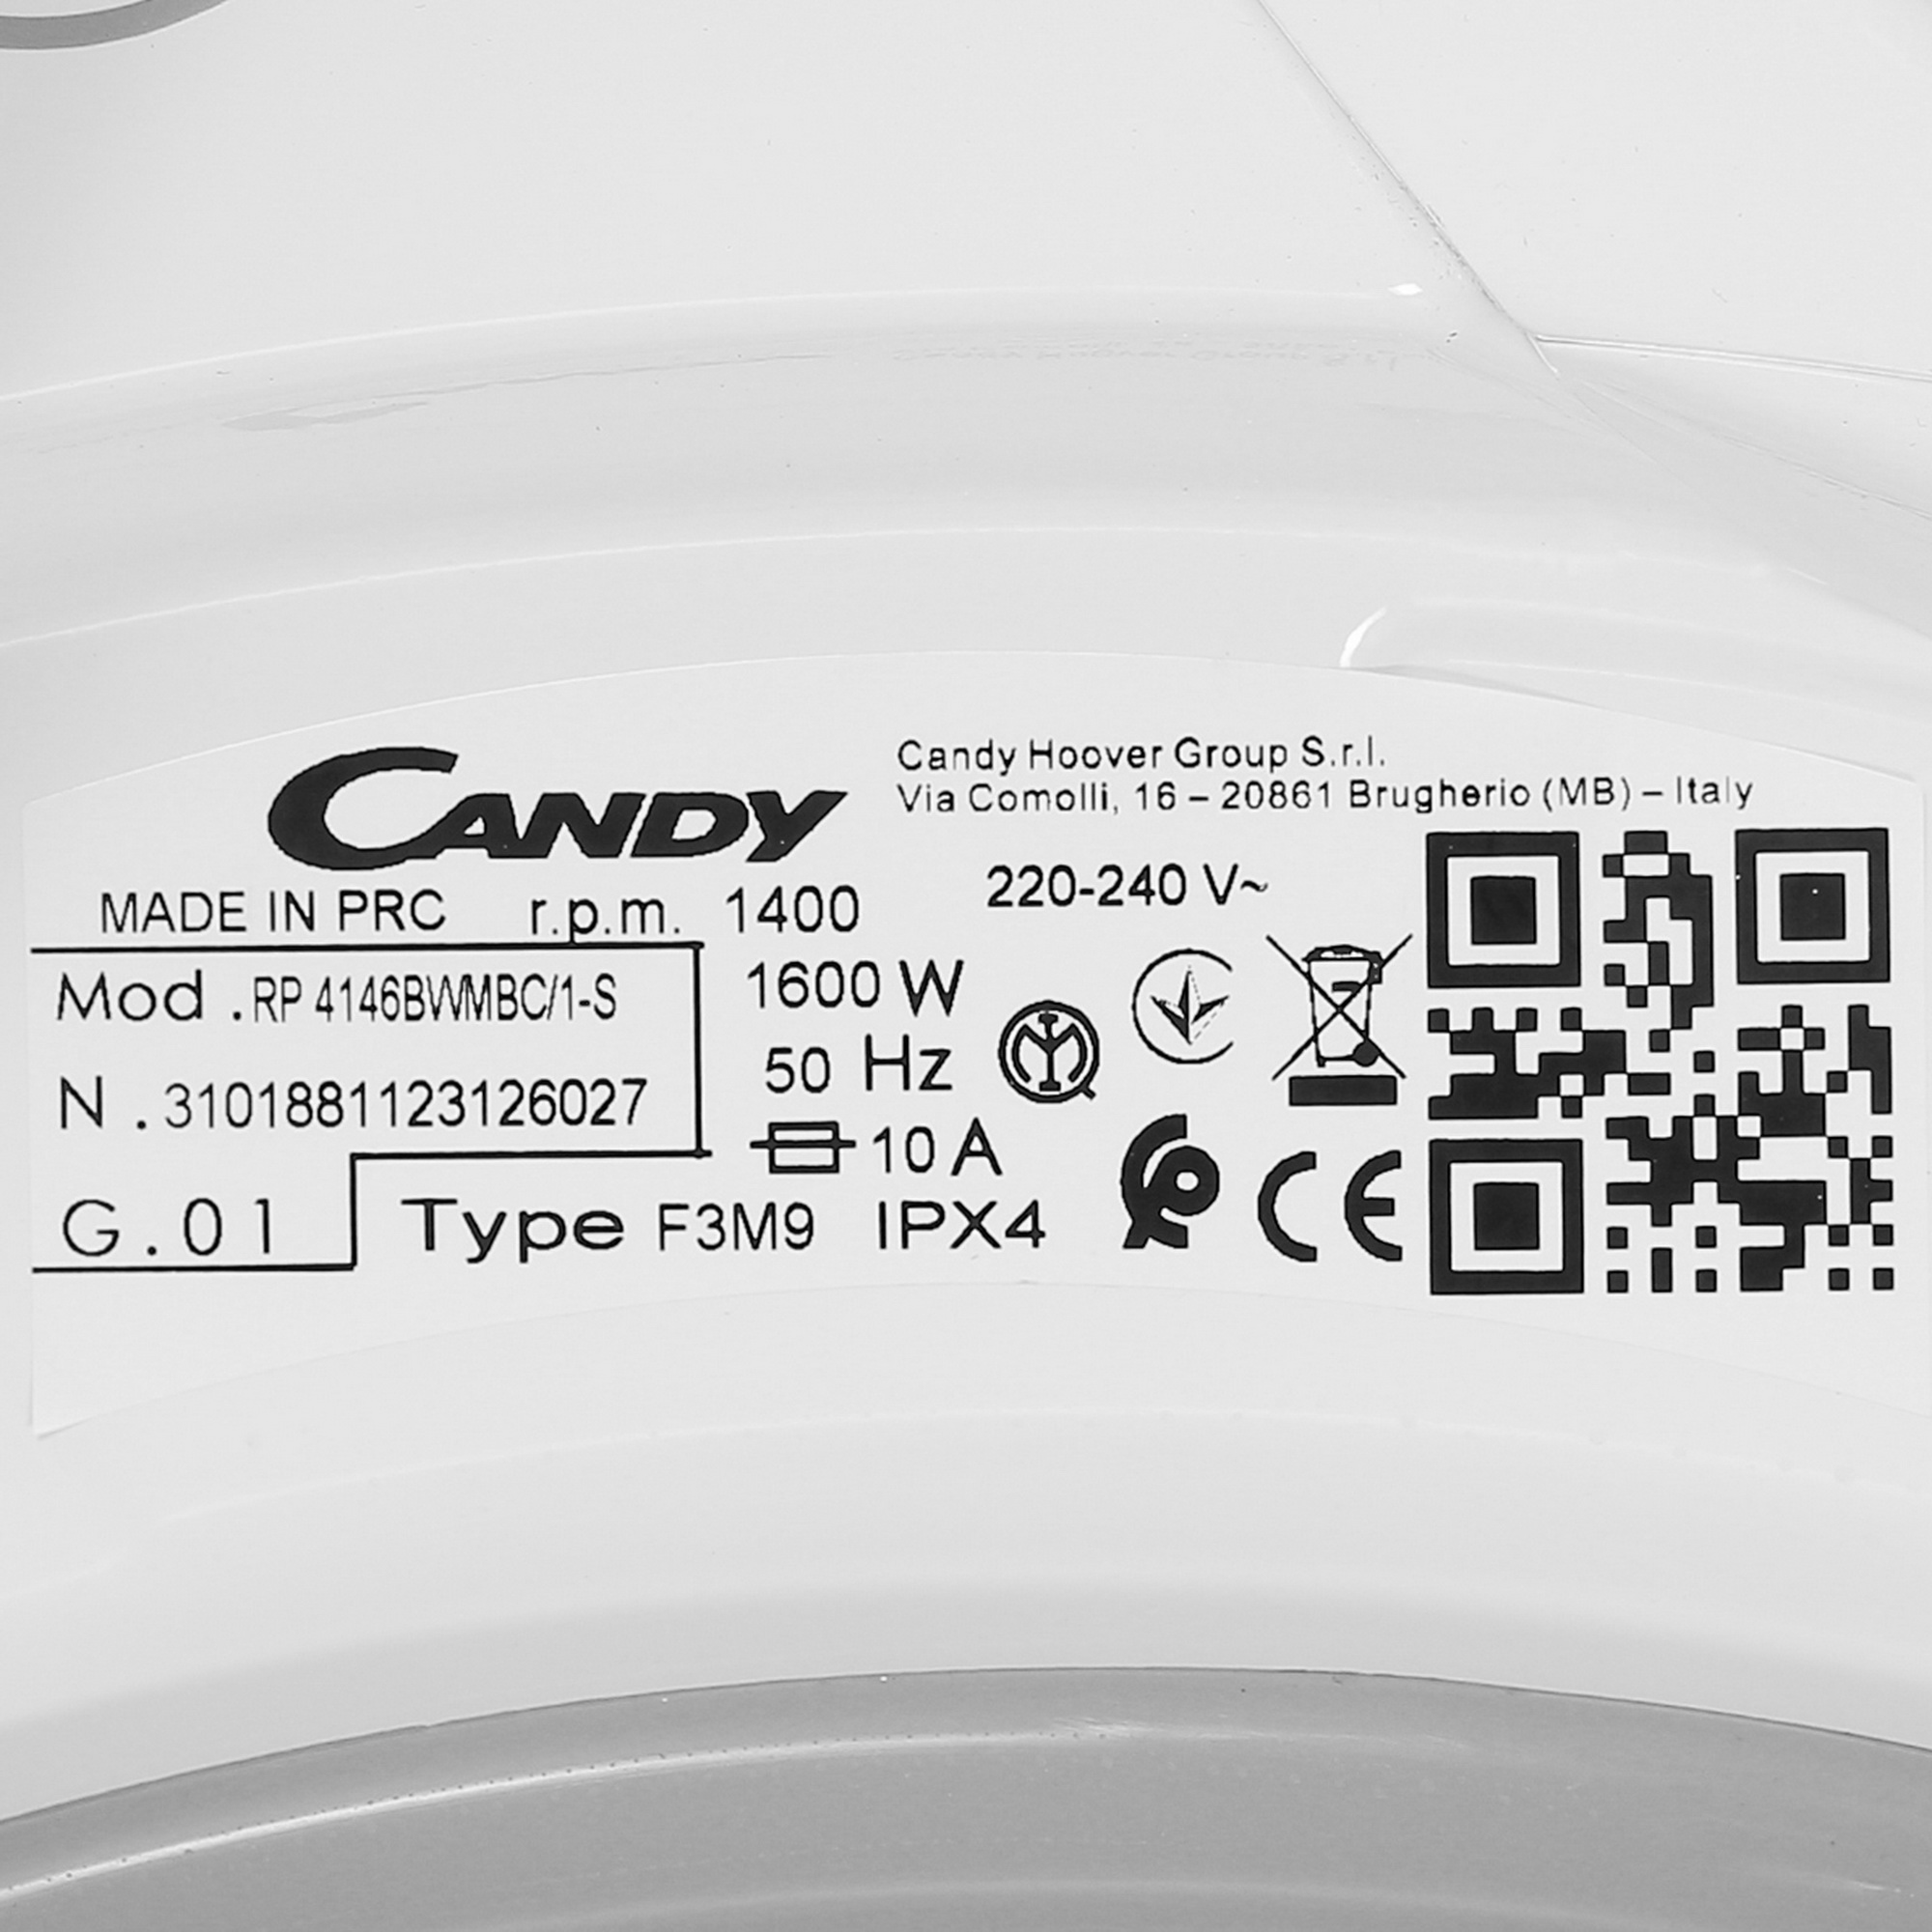 CANDY
Candy Hoover Group S.r.l.
Via Comolli, 16 – 20861 Brugherio (MB) – Italy
MADE IN PRC r.p.m. 1400
220-240 V~
Mod .RP 4146BWMBC/1-S
1600 W
50 Hz
N .3101881123126027
10 A
G.01
Type F3M9 IPX4
CE